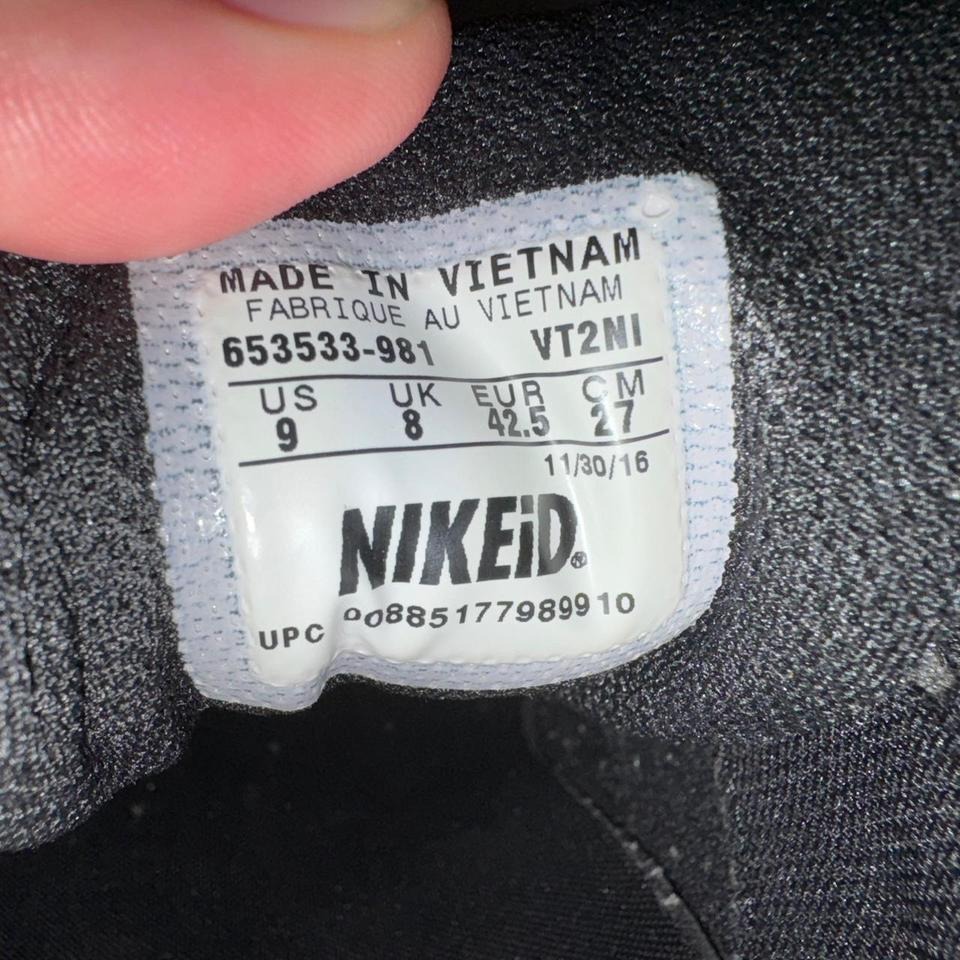 MADE IN VIETNAM
FABRIQUE AU VIETNAM
653533-981 VT2NI
US UK EUR CM
9 8 42.5 27
11/30/16
NIKEiD®
UPC 00885177989910